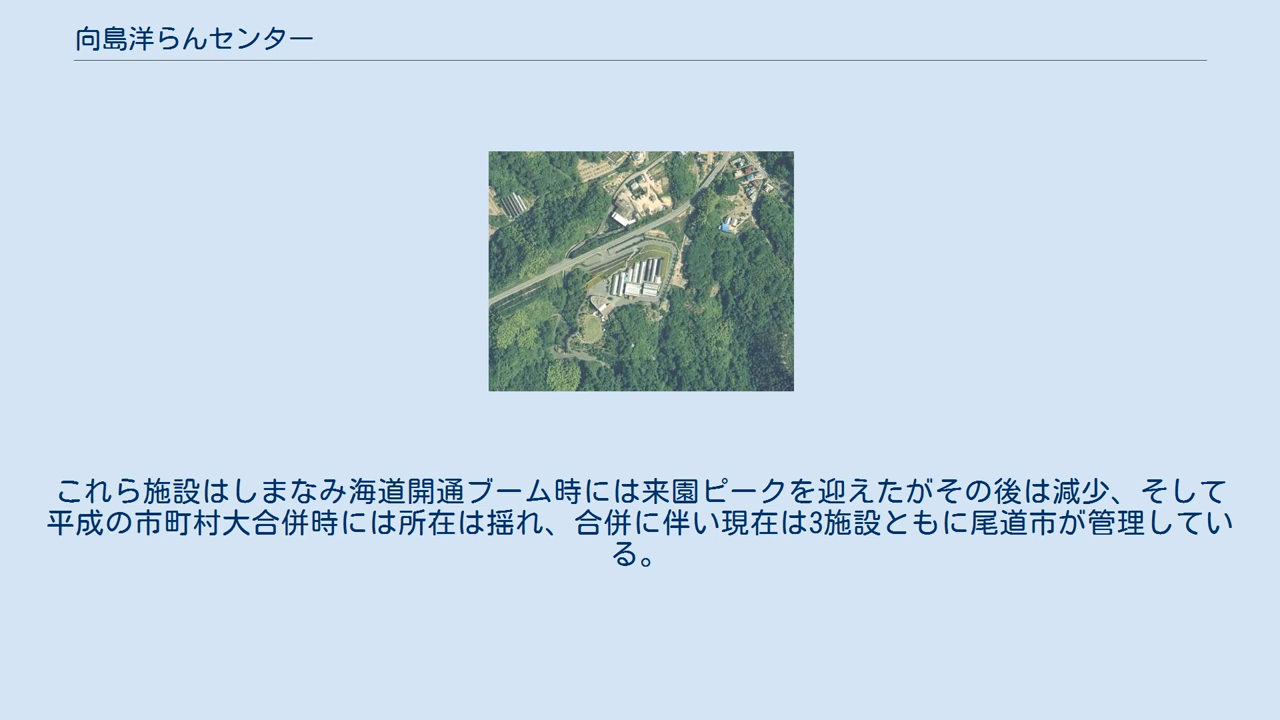 向島洋らんセンター
これら施設はしまなみ海道開通ブーム時には来園ピークを迎えたがその後は減少、そして
平成の市町村大合併時には所在は揺れ、合併に伴い現在は3施設ともに尾道市が管理してい
る。